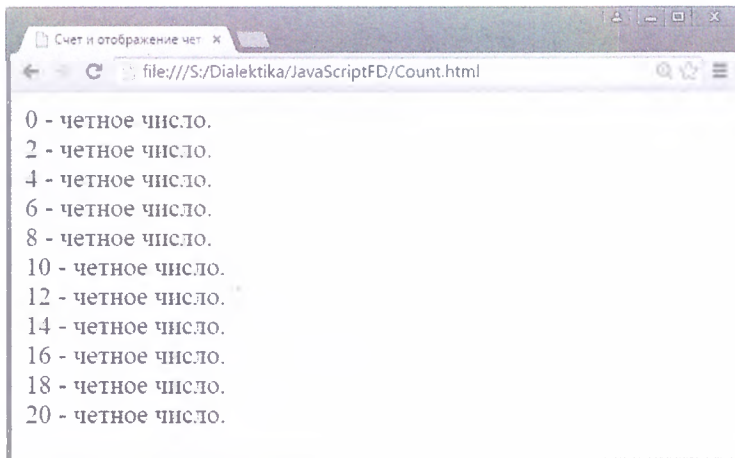 Счет и отображение чет
file:///S:/Dialektika/JavaScriptFD/Count.html
0 - четное число.
2 - четное число.
4 - четное число.
6 - четное число.
8 - четное число.
10 - четное число.
12 - четное число.
14 - четное число.
16 - четное число.
18 - четное число.
20 - четное число.